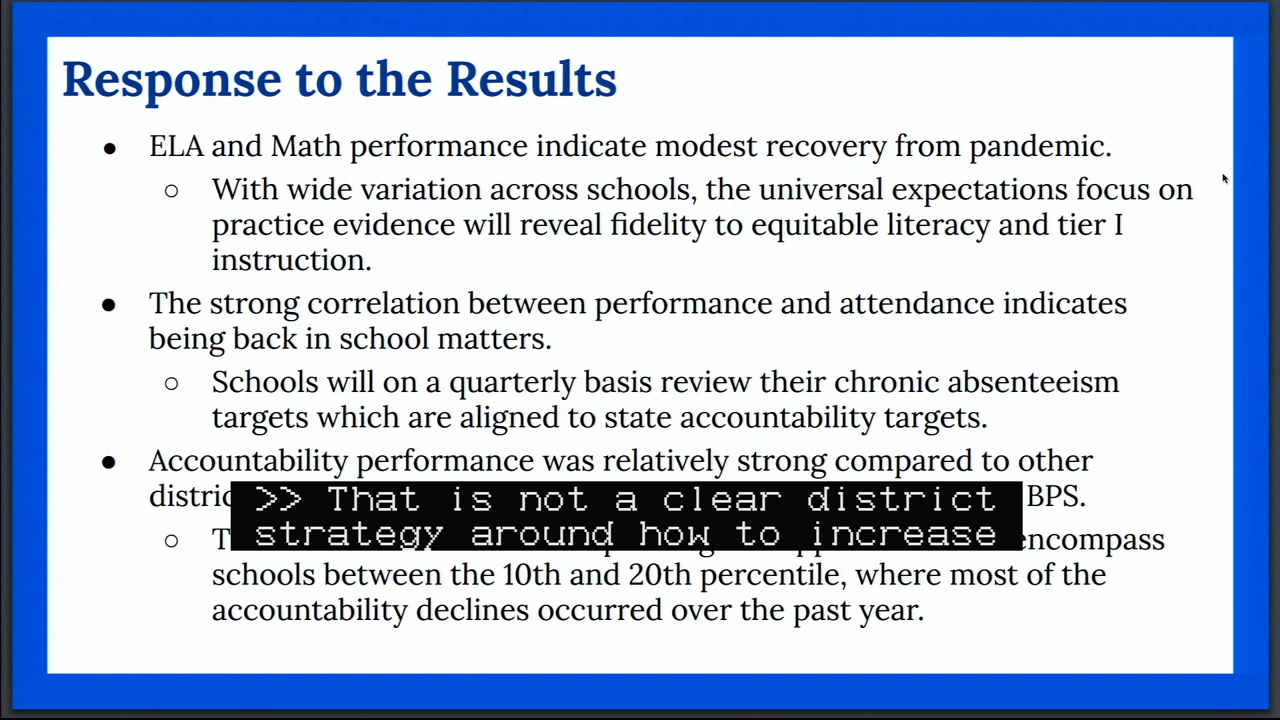 Response to the Results
● ELA and Math performance indicate modest recovery from pandemic.
○ With wide variation across schools, the universal expectations focus on
practice evidence will reveal fidelity to equitable literacy and tier I
instruction.
● The strong correlation between performance and attendance indicates
being back in school matters.
○ Schools will on a quarterly basis review their chronic absenteeism
targets which are aligned to state accountability targets.
● Accountability performance was relatively strong compared to other
BPS.
>> That is not a clear district
strategy around how to increase
○ encompass
schools between the 10th and 20th percentile, where most of the
accountability declines occurred over the past year.